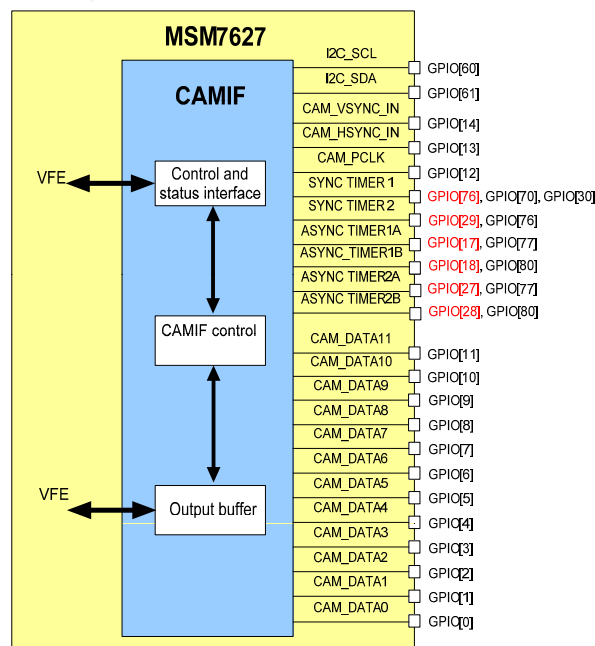 MSM7627
CAMIF
VFE
Control and
status interface
CAMIF control
VFE
Output buffer
I2C_SCL
GPIO[60]
I2C_SDA
GPIO[61]
CAM_VSYNC_IN
GPIO[14]
CAM_HSYNC_IN
GPIO[13]
CAM_PCLK
GPIO[12]
SYNC TIMER 1
GPIO[76], GPIO[70], GPIO[30]
SYNC TIMER 2
GPIO[29], GPIO[76]
ASYNC TIMER1A
GPIO[17], GPIO[77]
ASYNC_TIMER1B
GPIO[18], GPIO[80]
ASYNC TIMER2A
GPIO[27], GPIO[77]
ASYNC TIMER2B
GPIO[28], GPIO[80]
CAM_DATA11
GPIO[11]
CAM_DATA10
GPIO[10]
CAM_DATA9
GPIO[9]
CAM_DATA8
GPIO[8]
CAM_DATA7
GPIO[7]
CAM_DATA6
GPIO[6]
CAM_DATA5
GPIO[5]
CAM_DATA4
GPIO[4]
CAM_DATA3
GPIO[3]
CAM_DATA2
GPIO[2]
CAM_DATA1
GPIO[1]
CAM_DATA0
GPIO[0]